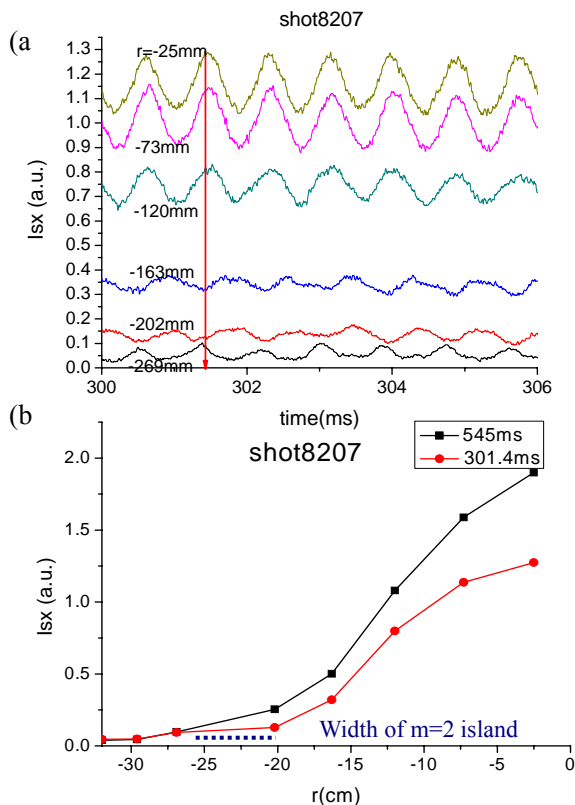 shot8207
(a
r=-25mm
-73mm
-120mm
-163mm
-202mm
-269mm
Isx (a.u.)
1.3
1.2
1.1
1.0
0.9
0.8
0.7
0.6
0.5
0.4
0.3
0.2
0.1
0.0
300 302 304 306
time(ms)
(b)
shot8207
545ms
301.4ms
Isx (a.u.)
2.0
1.5
1.0
0.5
0.0
Width of m=2 island
-30 -25 -20 -15 -10 -5 0
r(cm)